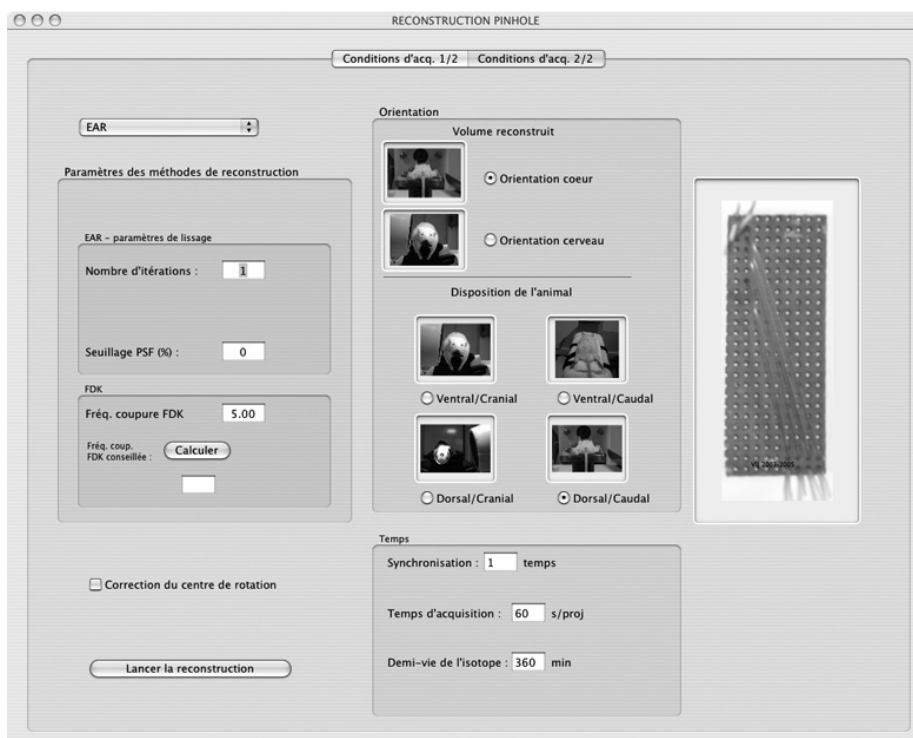 RECONSTRUCTION PINHOLE
Conditions d'acq. 1/2 Conditions d'acq. 2/2
EAR
Paramètres des méthodes de reconstruction
EAR – paramètres de lissage
Nombre d'itérations : 1
Seuillage PSF (%) : 0
FDK
Fréq. coupure FDK 5.00
Fréq. coup.
FDK conseillée : Calculer
Correction du centre de rotation
Lancer la reconstruction
Orientation
Volume reconstruit
Orientation coeur
Orientation cerveau
Disposition de l'animal
Ventral/Cranial Ventral/Caudal
Dorsal/Cranial Dorsal/Caudal
Temps
Synchronisation : 1 temps
Temps d'acquisition : 60 s/proj
Demi-vie de l'isotope : 360 min
2003-2005